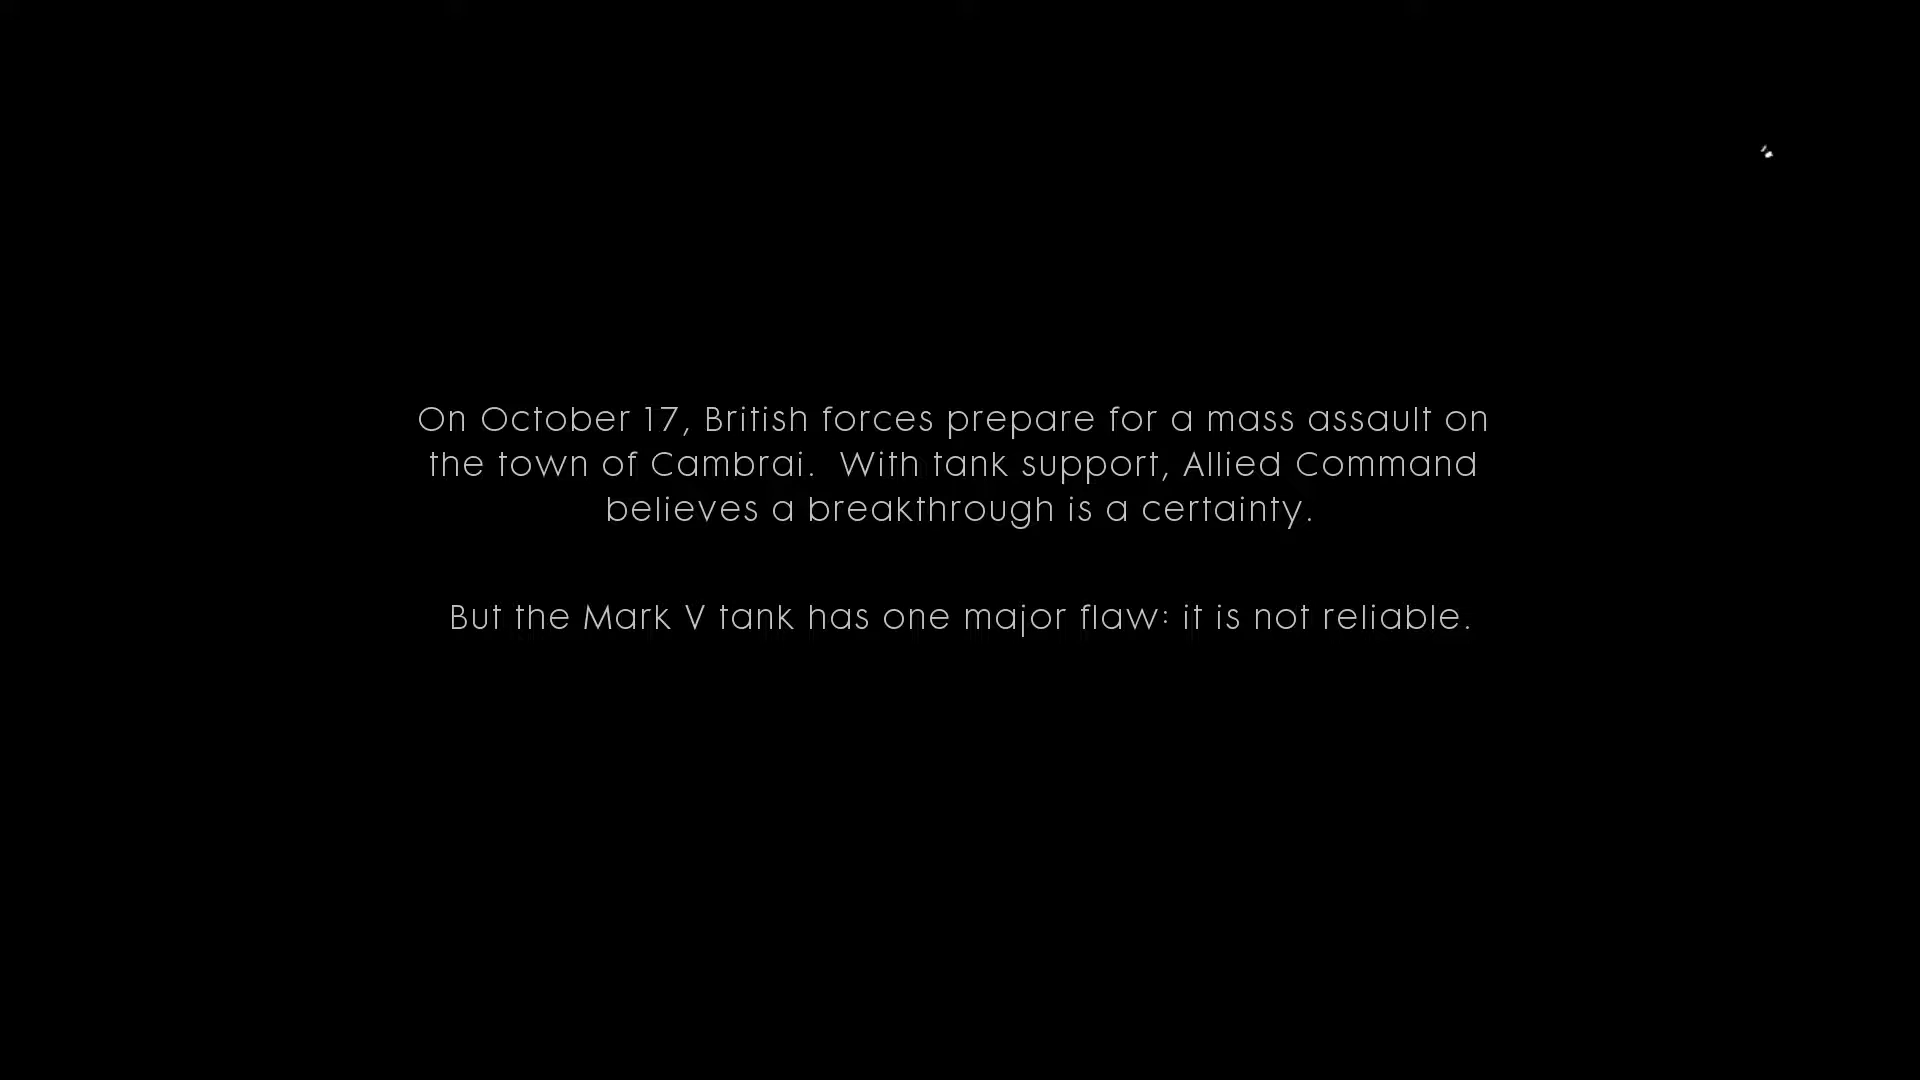 On October 17, British forces prepare for a mass assault on
the town of Cambrai.  With tank support, Allied Command
believes a breakthrough is a certainty.
But the Mark V tank has one major flaw: it is not reliable.